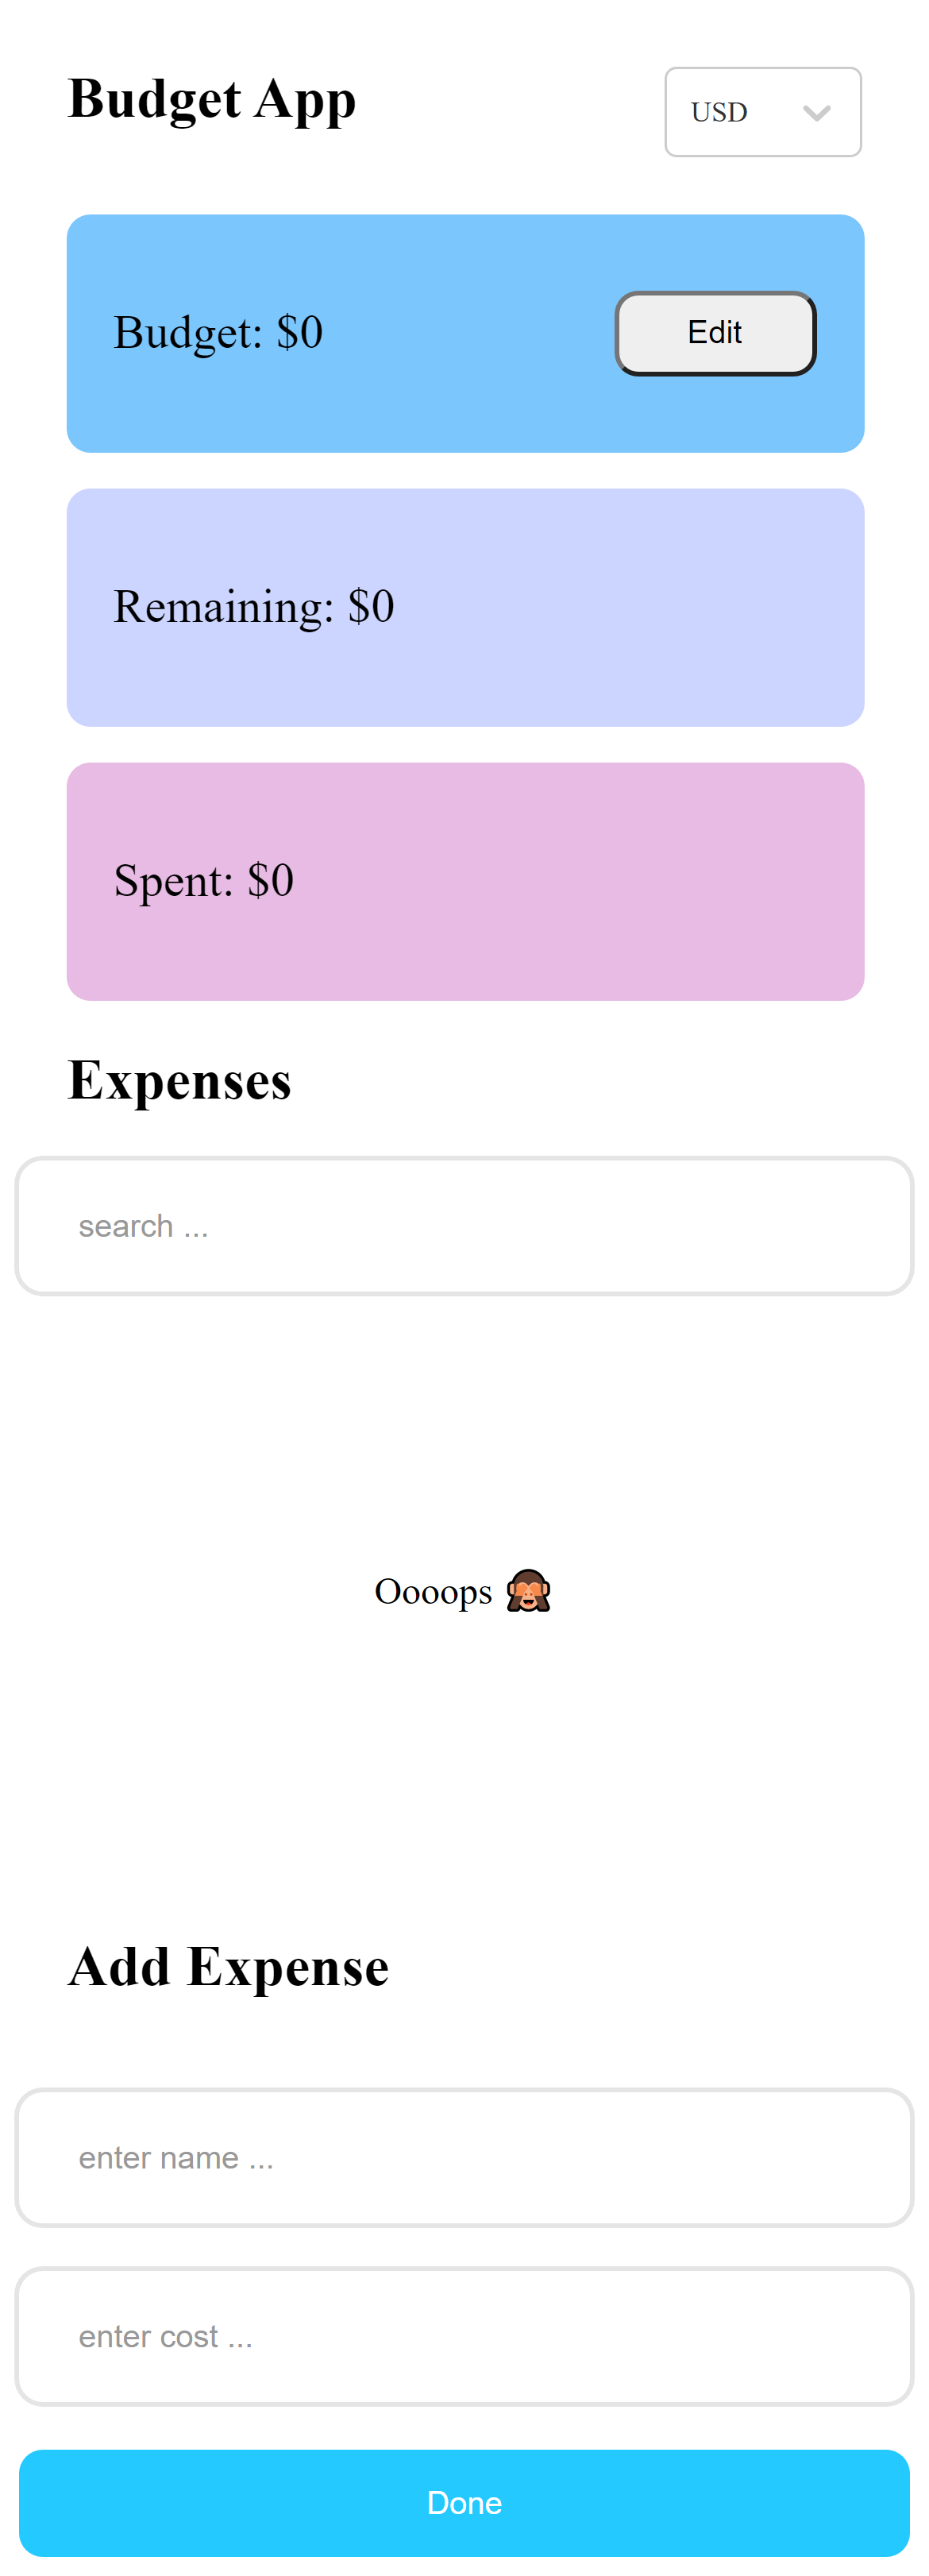 Budget App
USD
Budget: $0
Edit
Remaining: $0
Spent: $0
Expenses
search ...
Oooops 🙈
Add Expense
enter name ...
enter cost ...
Done